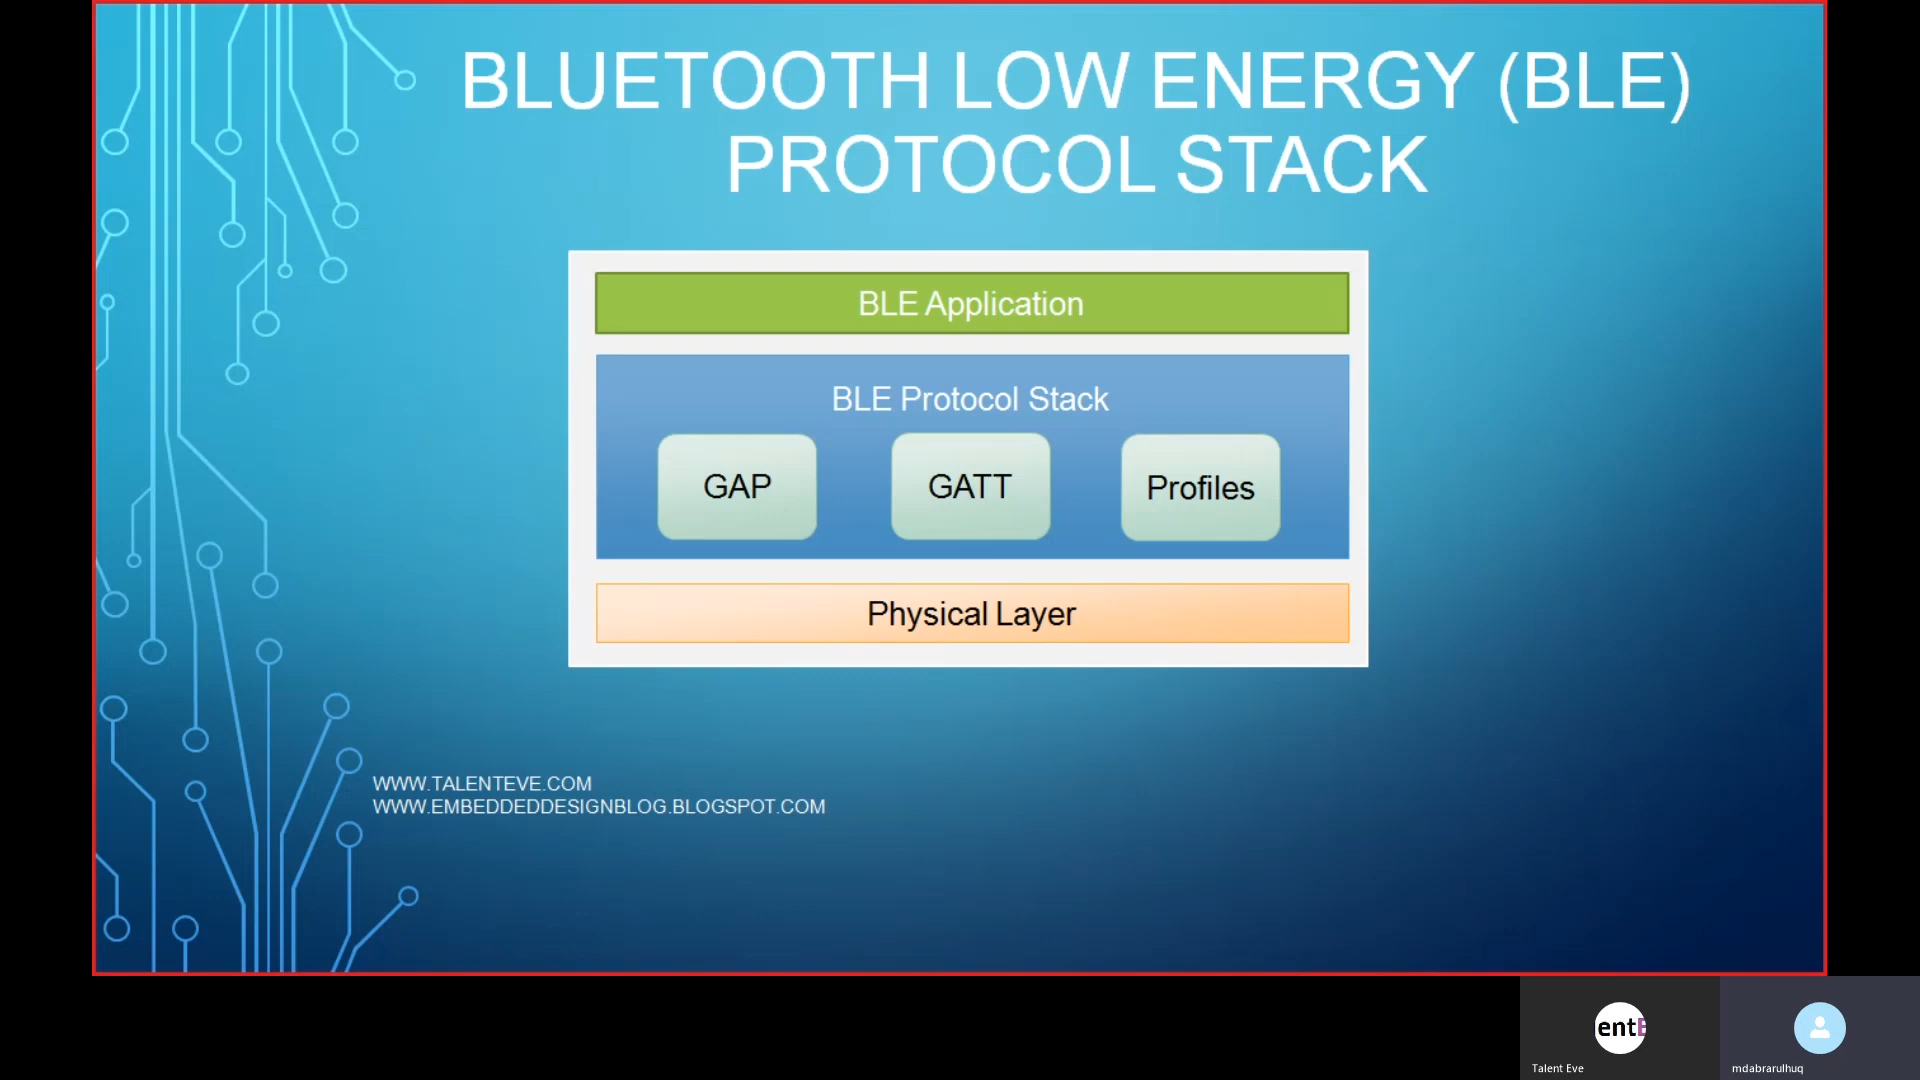 BLUETOOTH LOW ENERGY (BLE)
PROTOCOL STACK
BLE Application
BLE Protocol Stack
GAP GATT Profiles
Physical Layer
WWW.TALENTEVE.COM
WWW.EMBEDDEDDESIGNBLOG.BLOGSPOT.COM
entE
Talent Eve
mdabrarulhuq